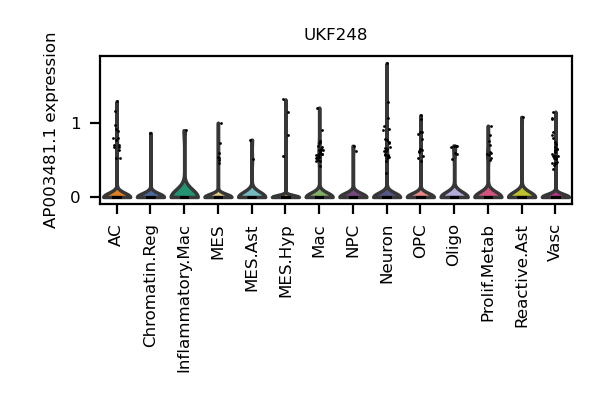 UKF248
AP003481.1 expression
1
0
AC
Chromatin.Reg
Inflammatory.Mac
MES
MES.Ast
MES.Hyp
Mac
NPC
Neuron
OPC
Oligo
Prolif.Metab
Reactive.Ast
Vasc